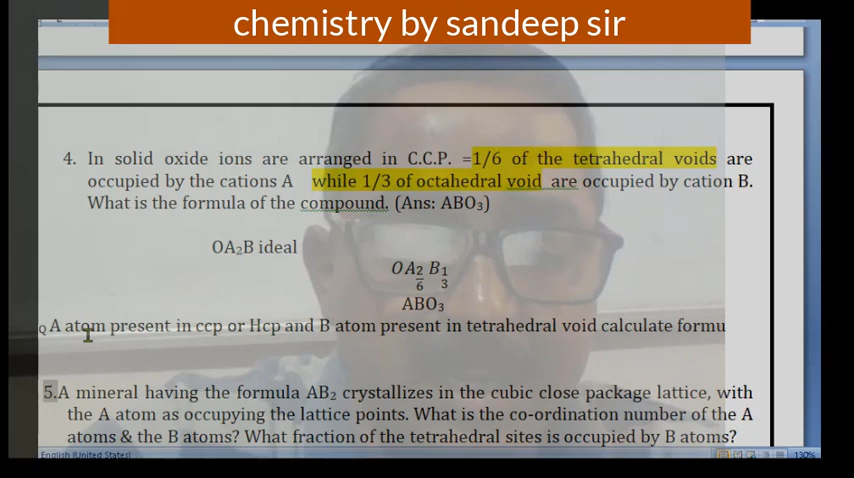 chemistry by sandeep sir
4. In solid oxide ions are arranged in C.C.P. =1/6 of the tetrahedral voids are
occupied by the cations A while 1/3 of octahedral void are occupied by cation B.
What is the formula of the compound. (Ans: ABO₃)
OA₂B ideal
OA2/6 B1/3
ABO₃
Q A atom present in ccp or Hcp and B atom present in tetrahedral void calculate formu
5.A mineral having the formula AB₂ crystallizes in the cubic close package lattice, with
the A atom as occupying the lattice points. What is the co-ordination number of the A
atoms & the B atoms? What fraction of the tetrahedral sites is occupied by B atoms?
English (United States)
130%